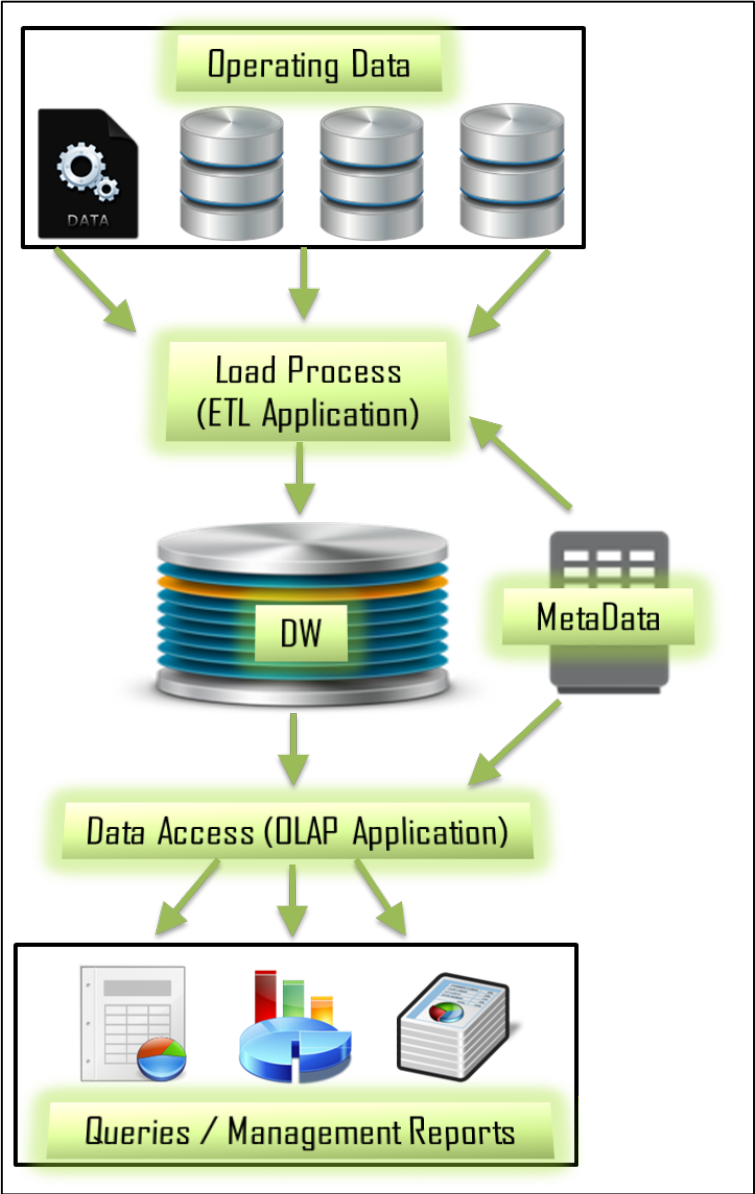 Operating Data
DATA
Load Process
(ETL Application)
DW
MetaData
Data Access (OLAP Application)
Queries / Management Reports